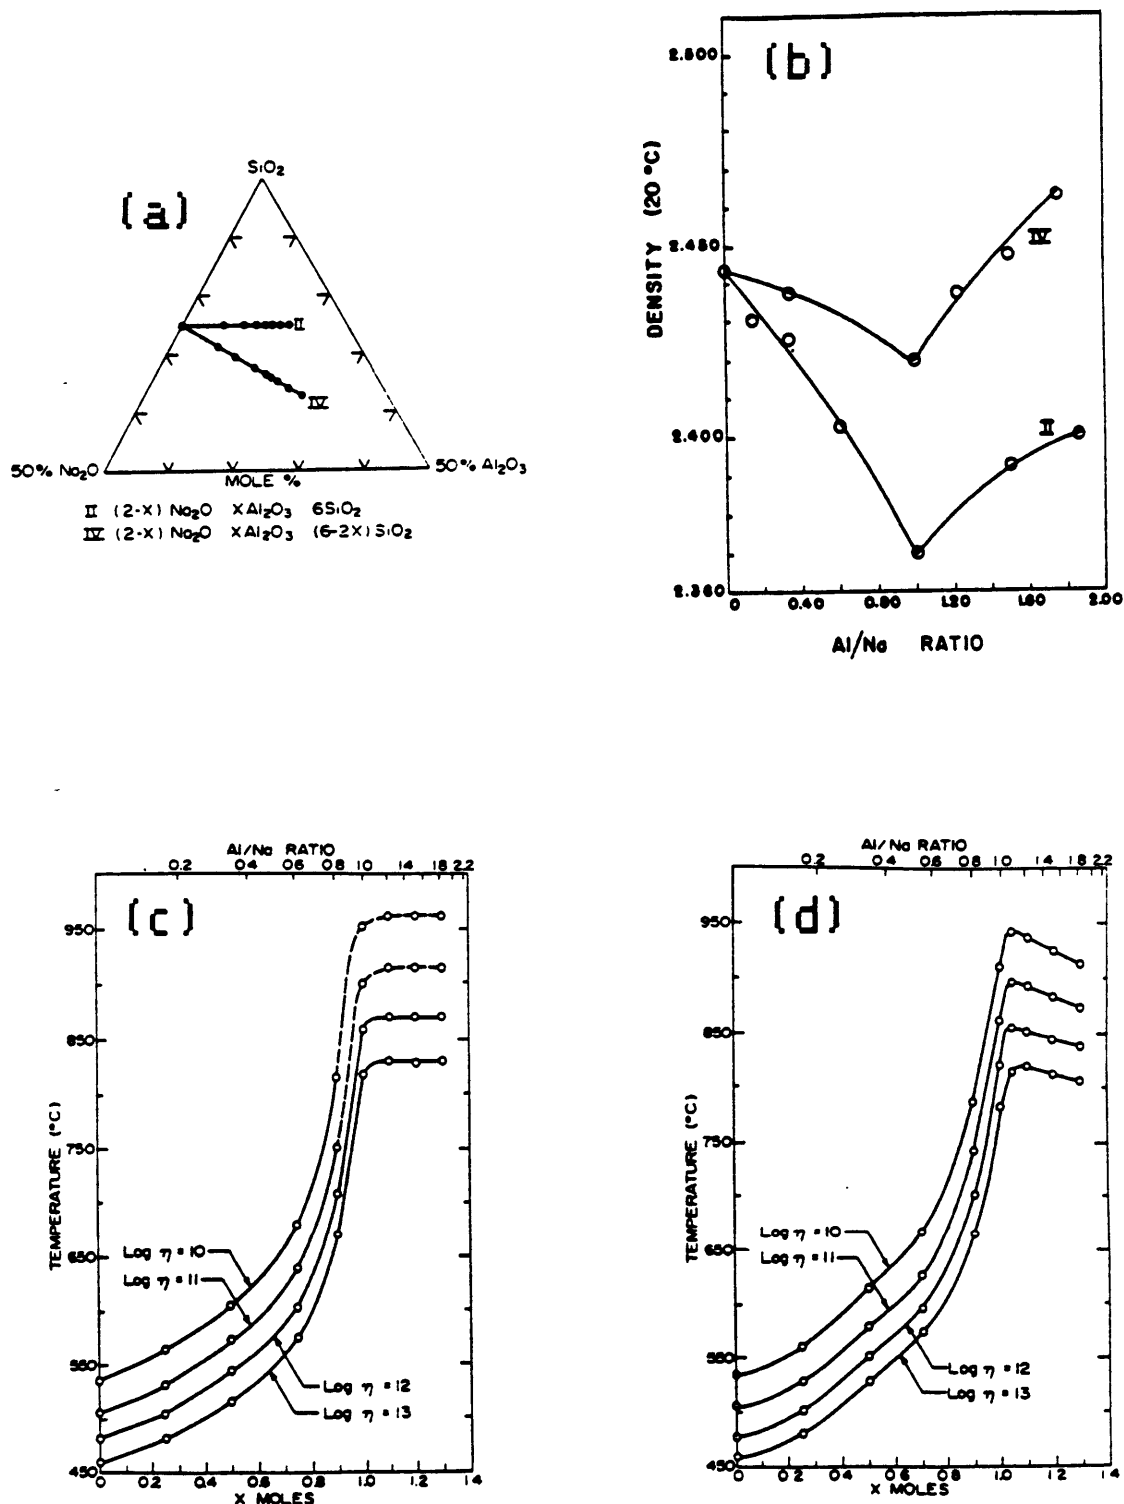 (a)
SiO₂
50% Na₂O
50% Al₂O₃
MOLE %
II
IV
II (2-X) Na₂O XAl₂O₃ 6SiO₂
IV (2-X) Na₂O XAl₂O₃ (6-2X) SiO₂
(b)
DENSITY (20 °C)
2.500
2.450
2.400
2.360
IV
II
0 0.40 0.80 1.20 1.60 2.00
Al/Na RATIO
Al/Na RATIO
0.2 0.4 0.6 0.8 1.0 1.4 1.8 2.2
(c)
TEMPERATURE (°C)
950
850
750
650
550
450
Log η = 10
Log η = 11
Log η = 12
Log η = 13
0 0.2 0.4 0.6 0.8 1.0 1.2 1.4
X MOLES
Al/Na RATIO
0.2 0.4 0.6 0.8 1.0 1.4 1.8 2.2
(d)
TEMPERATURE (°C)
950
850
750
650
550
450
Log η = 10
Log η = 11
Log η = 12
Log η = 13
0 0.2 0.4 0.6 0.8 1.0 1.2 1.4
X MOLES